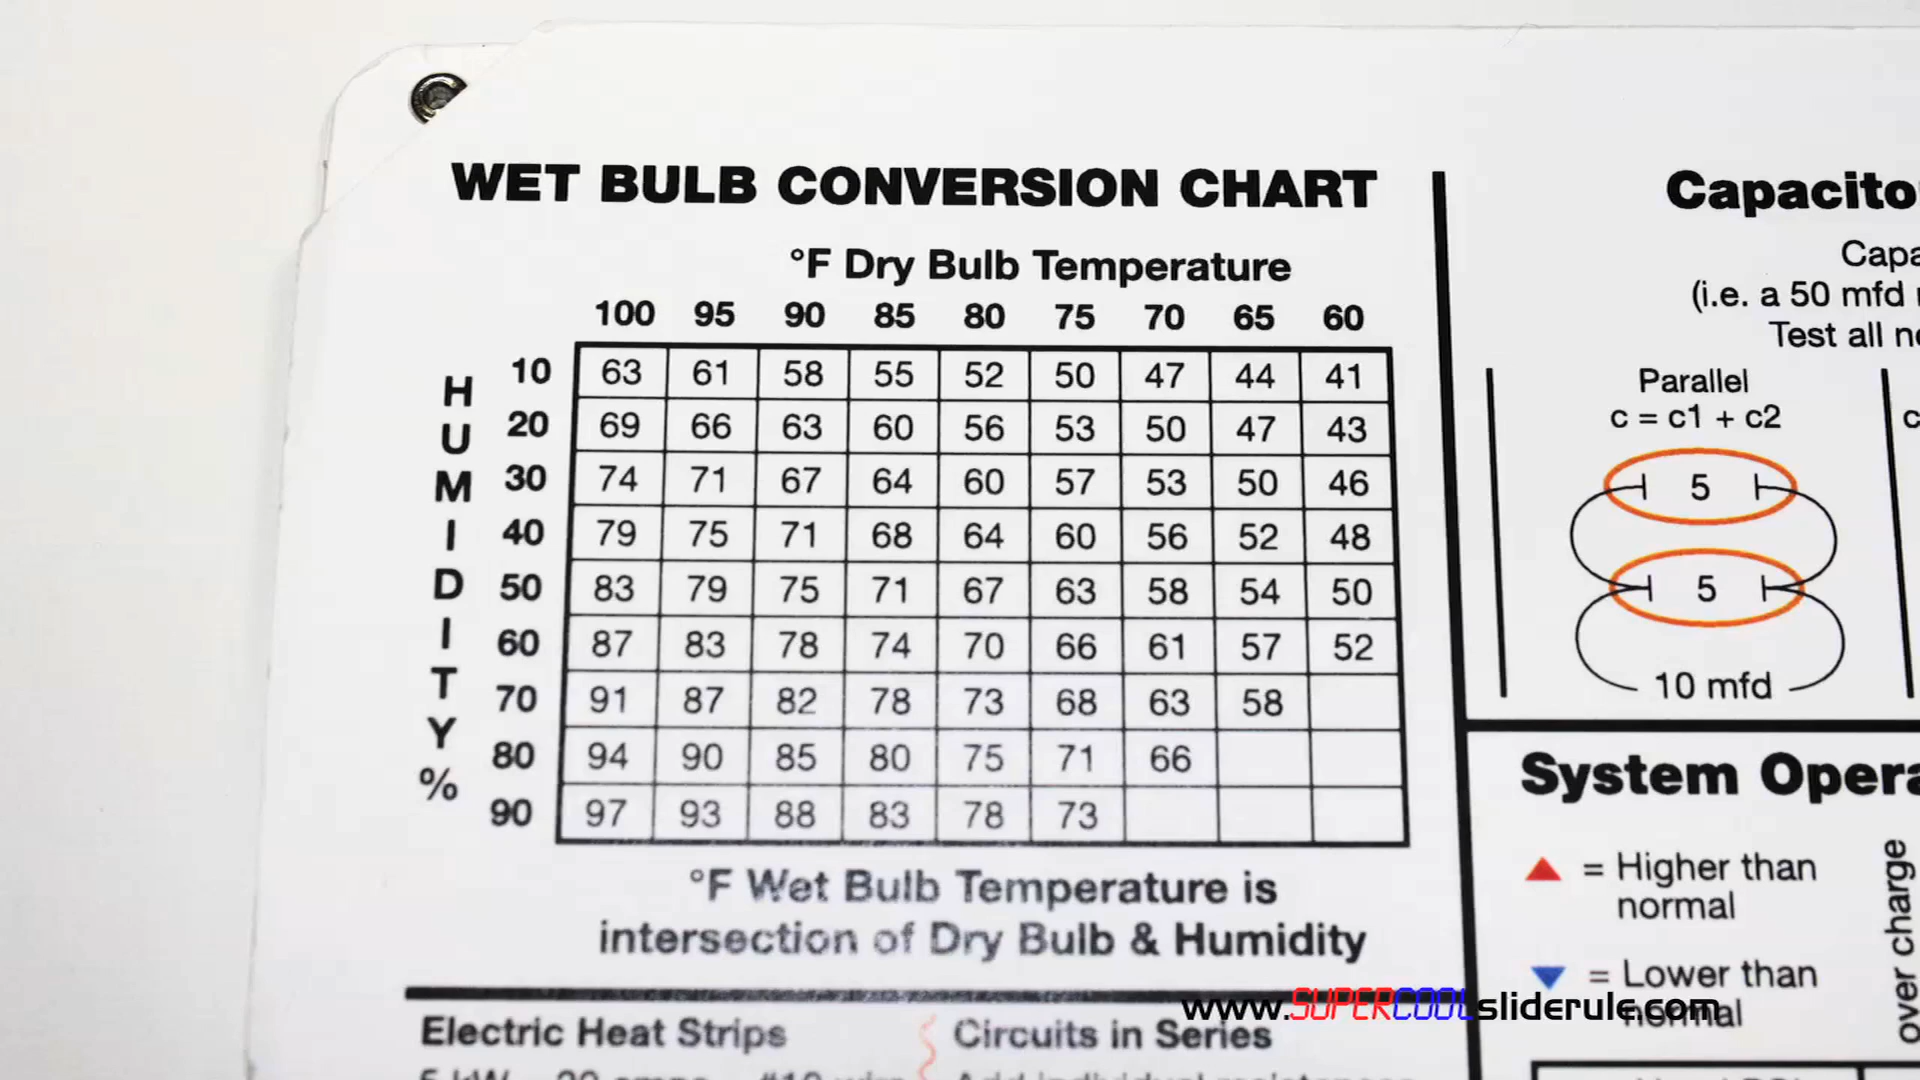 WET BULB CONVERSION CHART
°F Dry Bulb Temperature
100 95 90 85 80 75 70 65 60
HUMIDITY %
10 63 61 58 55 52 50 47 44 41
20 69 66 63 60 56 53 50 47 43
30 74 71 67 64 60 57 53 50 46
40 79 75 71 68 64 60 56 52 48
50 83 79 75 71 67 63 58 54 50
60 87 83 78 74 70 66 61 57 52
70 91 87 82 78 73 68 63 58
80 94 90 85 80 75 71 66
90 97 93 88 83 78 73
°F Wet Bulb Temperature is
intersection of Dry Bulb & Humidity
Electric Heat Strips
Circuits in Series
Capacito
Capa
(i.e. a 50 mfd
Test all
Parallel
c = c1 + c2
5
5
10 mfd
c
System Opera
= Higher than
normal
= Lower than
normal
over charge
www.SUPERCOOLsliderule.com